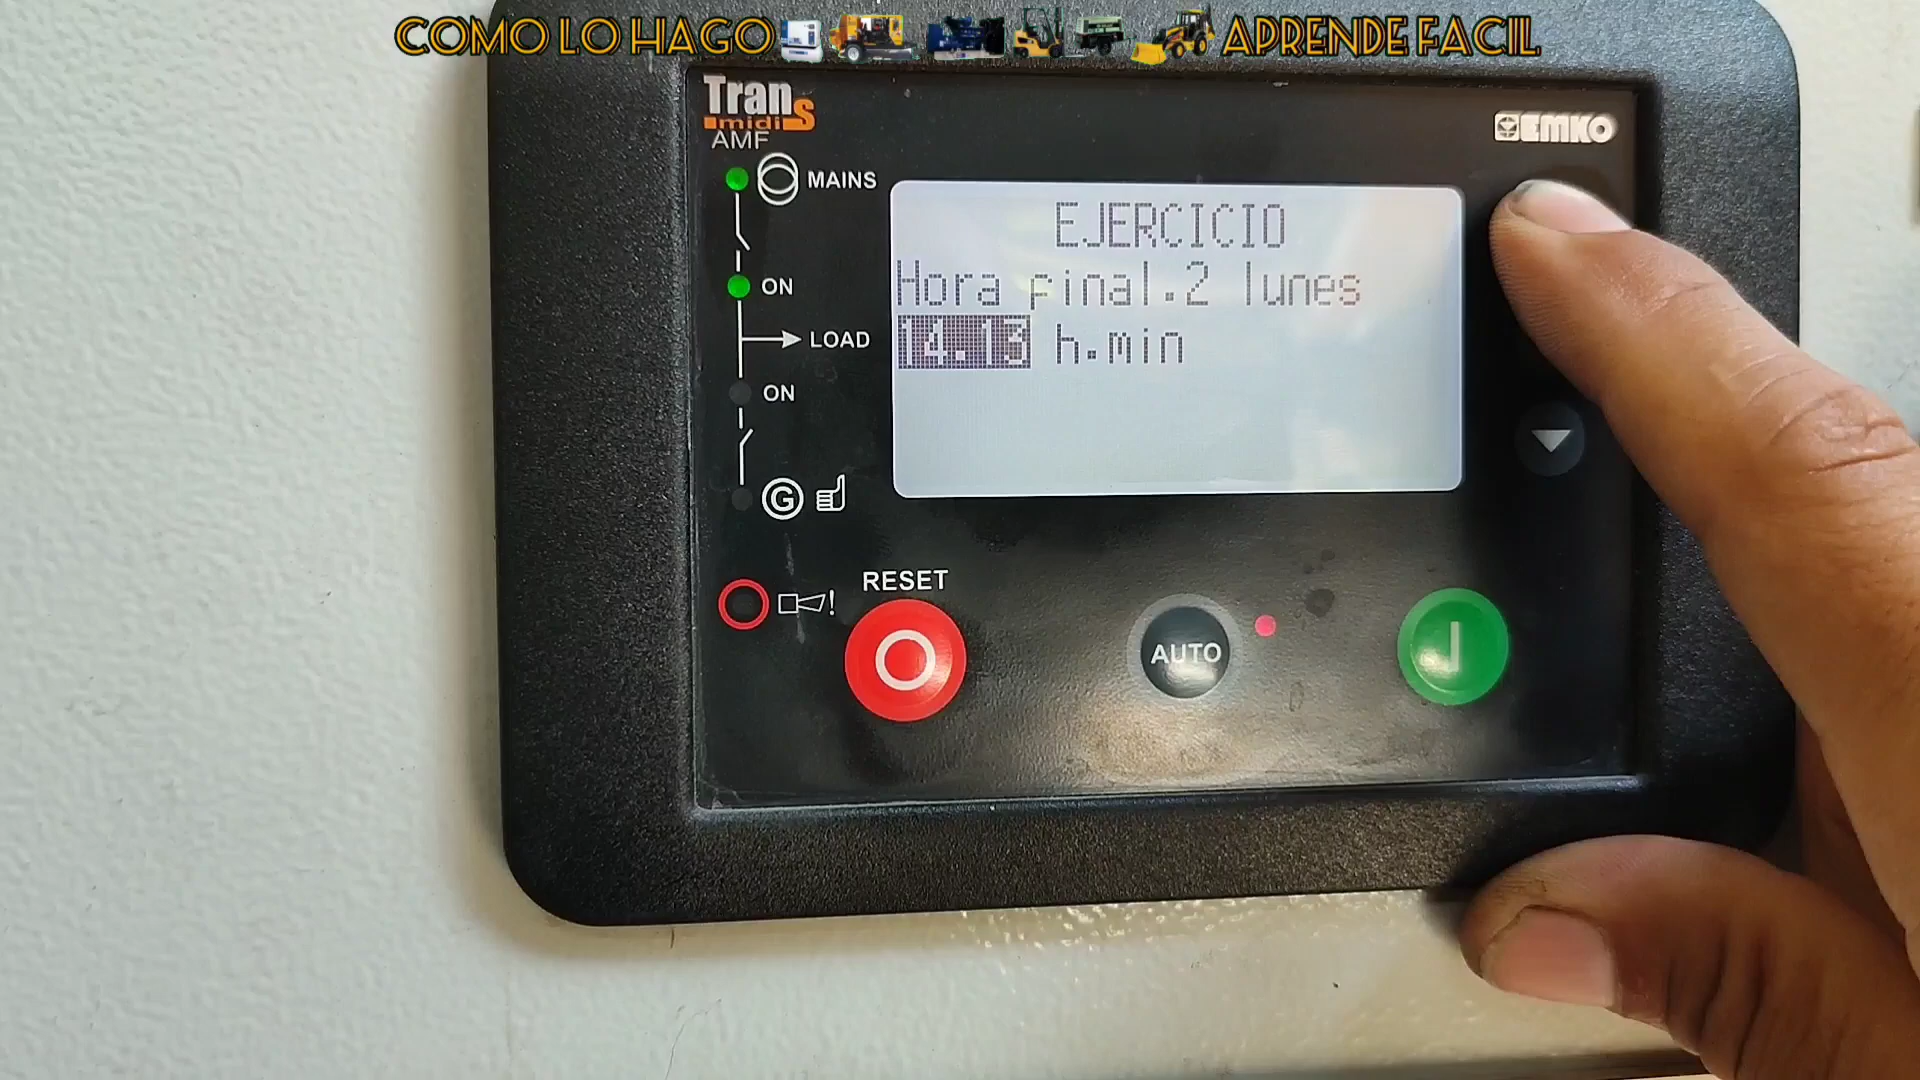 COMO LO HAGO APRENDE FACIL
Trans
midi
AMF
EMKO
MAINS
ON
LOAD
ON
G
EJERCICIO
Hora final.2 lunes
14.13 h.min
RESET
AUTO